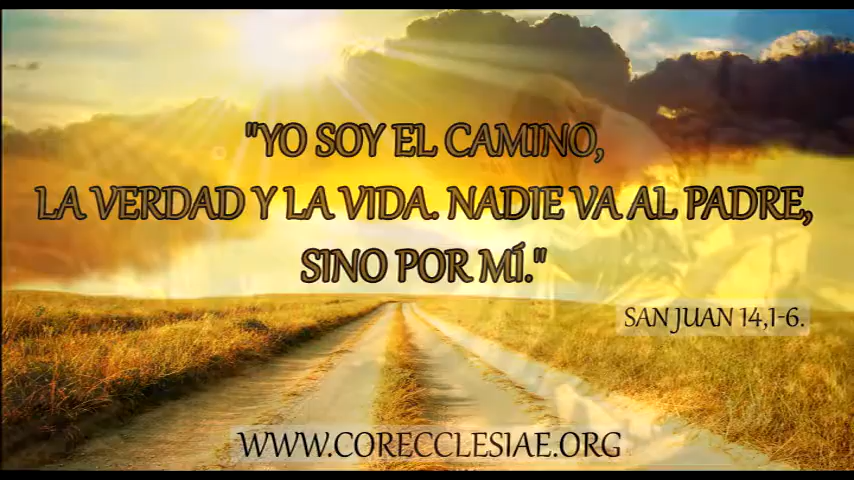 "YO SOY EL CAMINO,
LA VERDAD Y LA VIDA. NADIE VA AL PADRE,
SINO POR MÍ."
SAN JUAN 14,1-6.
WWW.CORECCLESIAE.ORG